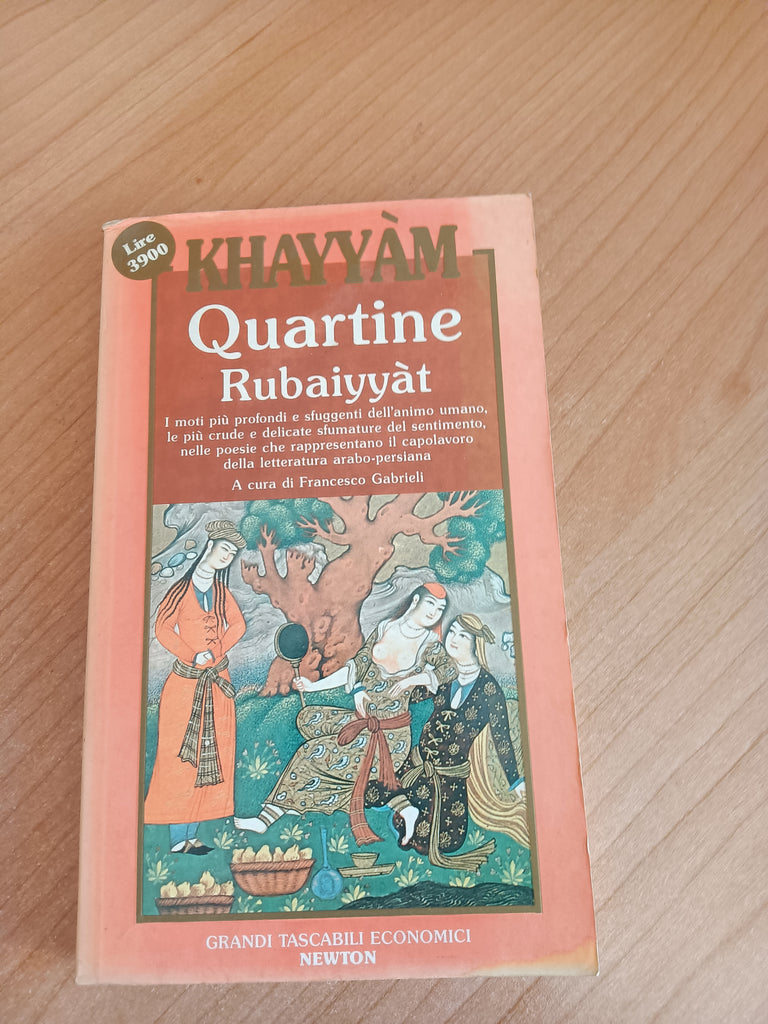 Lire
3900
KHAYYÀM
Quartine
Rubaiyyàt
I moti più profondi e sfuggenti dell'animo umano,
le più crude e delicate sfumature del sentimento,
nelle poesie che rappresentano il capolavoro
della letteratura arabo-persiana
A cura di Francesco Gabrieli
GRANDI TASCABILI ECONOMICI
NEWTON